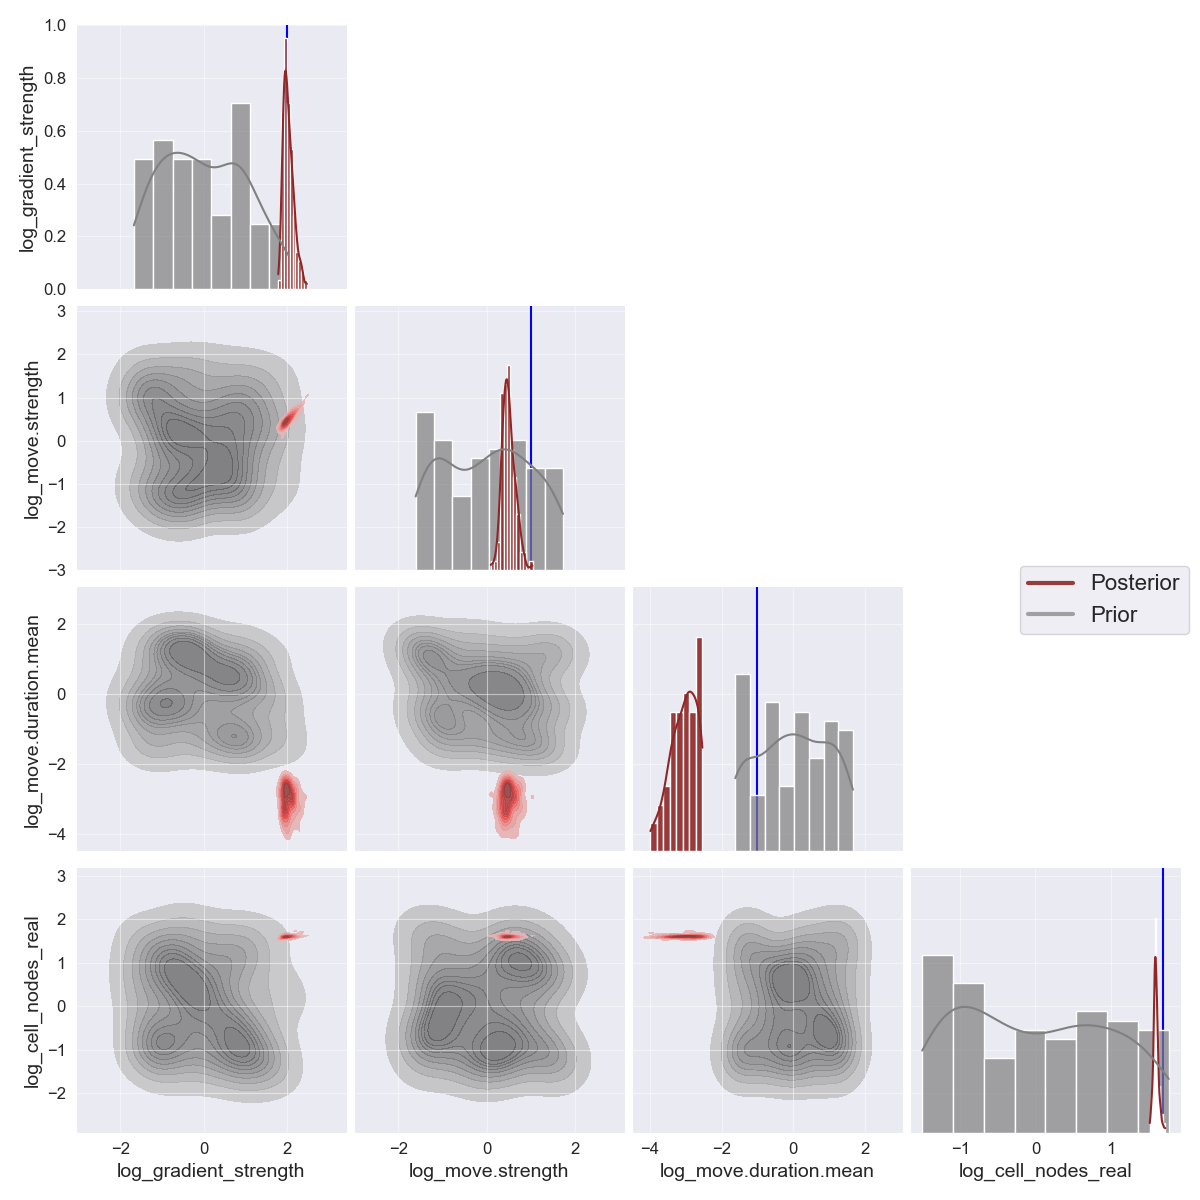 1.0
0.8
0.6
0.4
0.2
0.0
log_gradient_strength
3
2
1
0
−1
−2
−3
log_move.strength
2
0
−2
−4
log_move.duration.mean
Posterior
Prior
3
2
1
0
−1
−2
log_cell_nodes_real
−2 0 2
log_gradient_strength
−2 0 2
log_move.strength
−4 −2 0 2
log_move.duration.mean
−1 0 1
log_cell_nodes_real